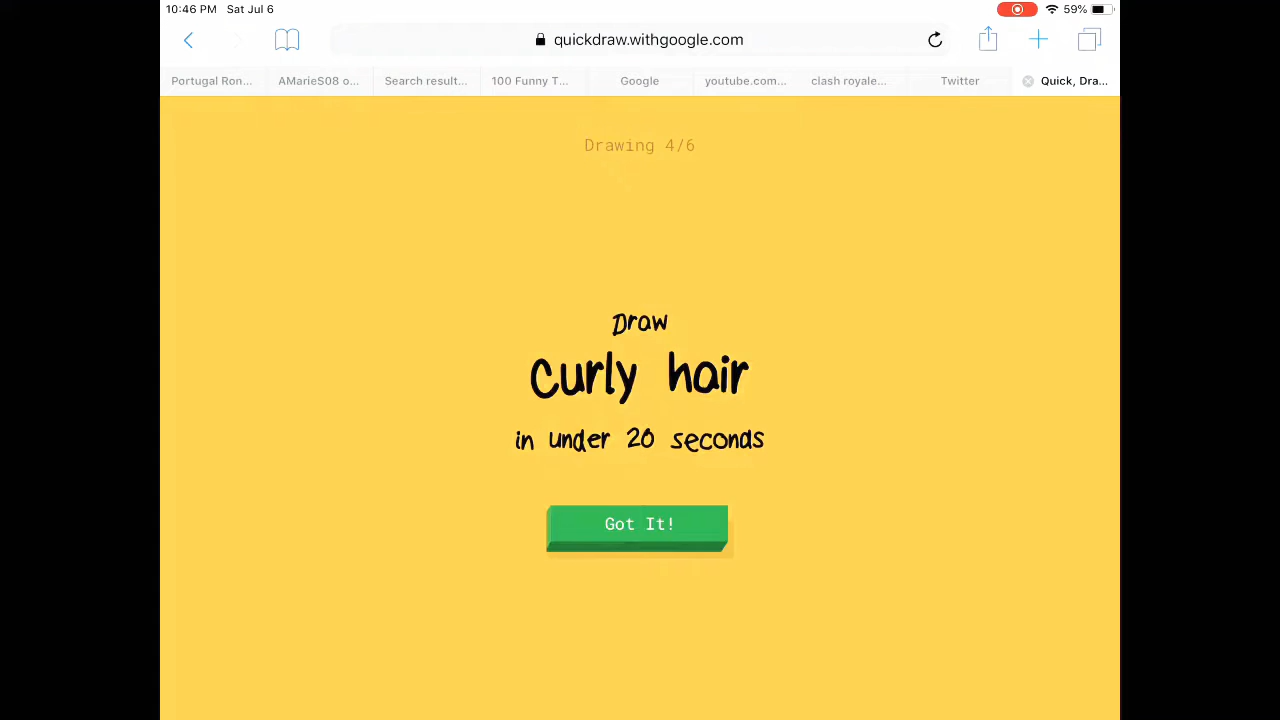 10:46 PM Sat Jul 6 59%
quickdraw.withgoogle.com
Portugal Ron... AMarieS08 o... Search result... 100 Funny T... Google youtube.com... clash royale... Twitter Quick, Dra...
Drawing 4/6
Draw
curly hair
in under 20 seconds
Got It!